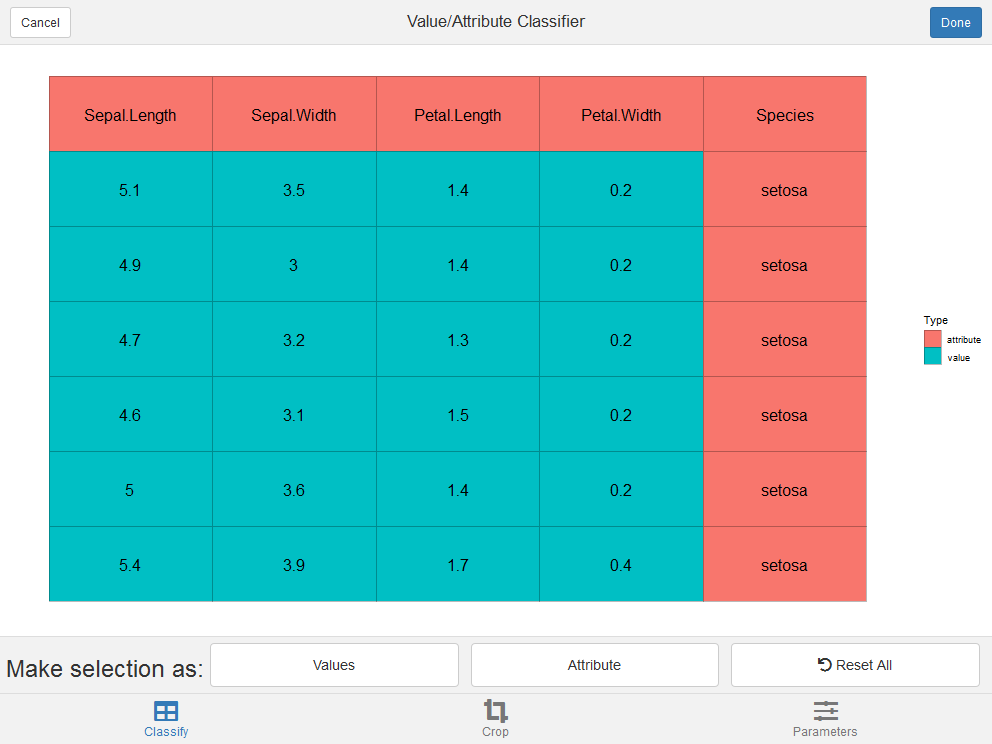 Cancel Value/Attribute Classifier Done
Sepal.Length Sepal.Width Petal.Length Petal.Width Species
5.1 3.5 1.4 0.2 setosa
4.9 3 1.4 0.2 setosa
4.7 3.2 1.3 0.2 setosa
4.6 3.1 1.5 0.2 setosa
5 3.6 1.4 0.2 setosa
5.4 3.9 1.7 0.4 setosa
Type
attribute
value
Make selection as: Values Attribute Reset All
Classify Crop Parameters